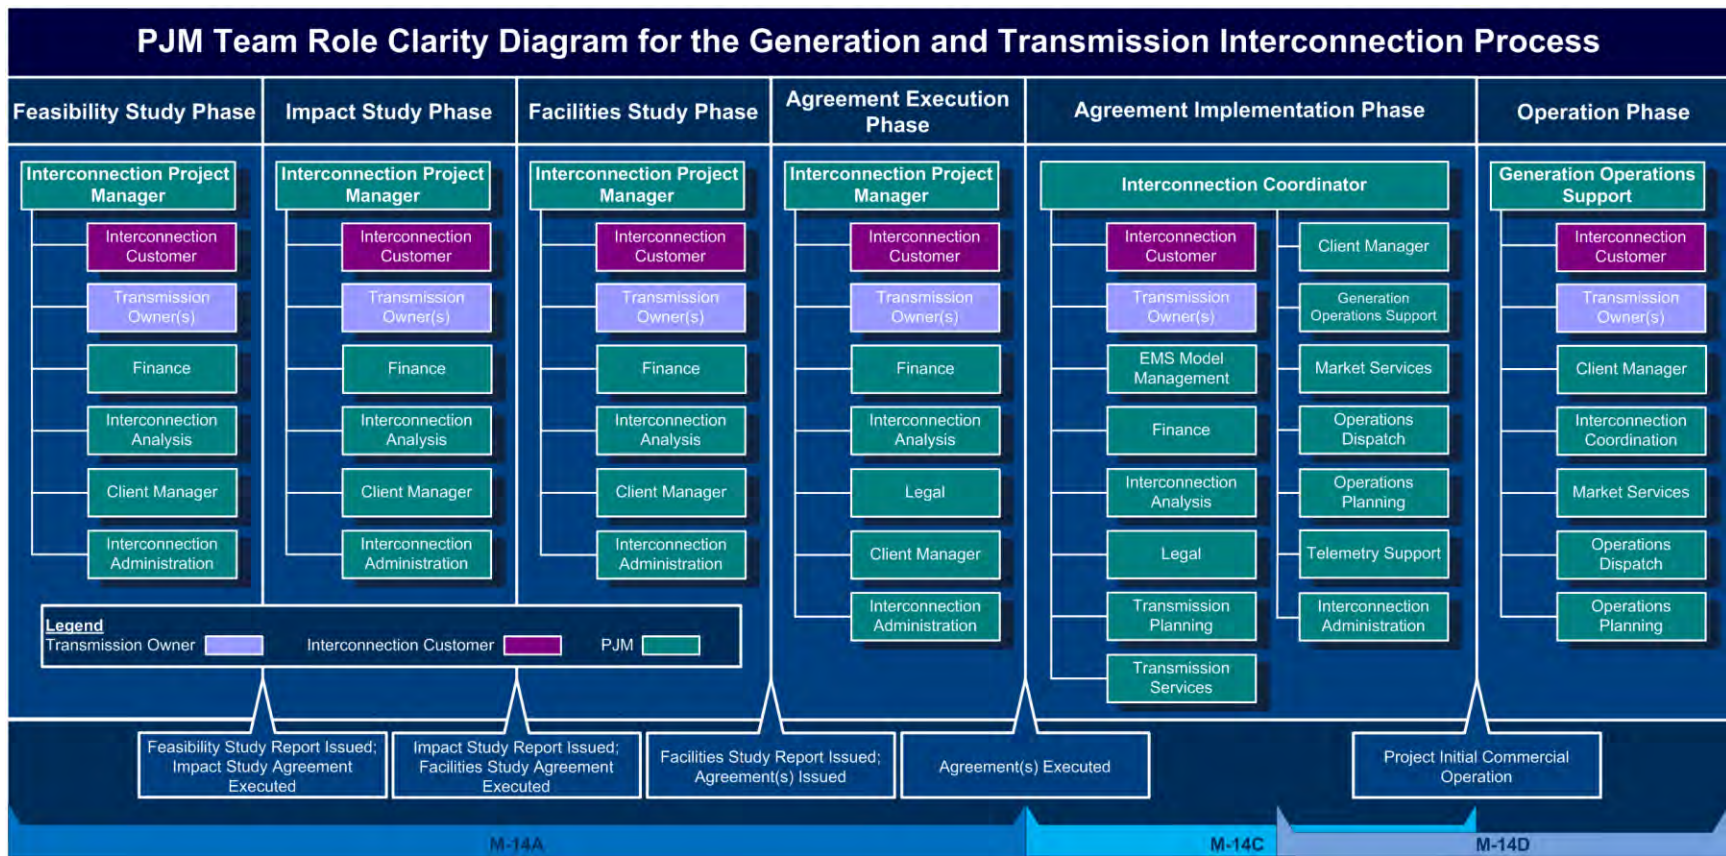 PJM Team Role Clarity Diagram for the Generation and Transmission Interconnection Process
Feasibility Study Phase
Interconnection Project
Manager
Interconnection
Customer
Transmission
Owner(s)
Finance
Interconnection
Analysis
Client Manager
Interconnection
Administration
Impact Study Phase
Interconnection Project
Manager
Interconnection
Customer
Transmission
Owner(s)
Finance
Interconnection
Analysis
Client Manager
Interconnection
Administration
Facilities Study Phase
Interconnection Project
Manager
Interconnection
Customer
Transmission
Owner(s)
Finance
Interconnection
Analysis
Client Manager
Interconnection
Administration
Agreement Execution
Phase
Interconnection Project
Manager
Interconnection
Customer
Transmission
Owner(s)
Finance
Interconnection
Analysis
Legal
Client Manager
Interconnection
Administration
Agreement Implementation Phase
Interconnection Coordinator
Interconnection
Customer
Transmission
Owner(s)
EMS Model
Management
Finance
Interconnection
Analysis
Legal
Transmission
Planning
Transmission
Services
Client Manager
Generation
Operations Support
Market Services
Operations
Dispatch
Operations
Planning
Telemetry Support
Interconnection
Administration
Operation Phase
Generation Operations
Support
Interconnection
Customer
Transmission
Owner(s)
Client Manager
Interconnection
Coordination
Market Services
Operations
Dispatch
Operations
Planning
Legend
Transmission Owner
Interconnection Customer
PJM
Feasibility Study Report Issued;
Impact Study Agreement
Executed
Impact Study Report Issued;
Facilities Study Agreement
Executed
Facilities Study Report Issued;
Agreement(s) Issued
Agreement(s) Executed
Project Initial Commercial
Operation
M-14A
M-14C
M-14D